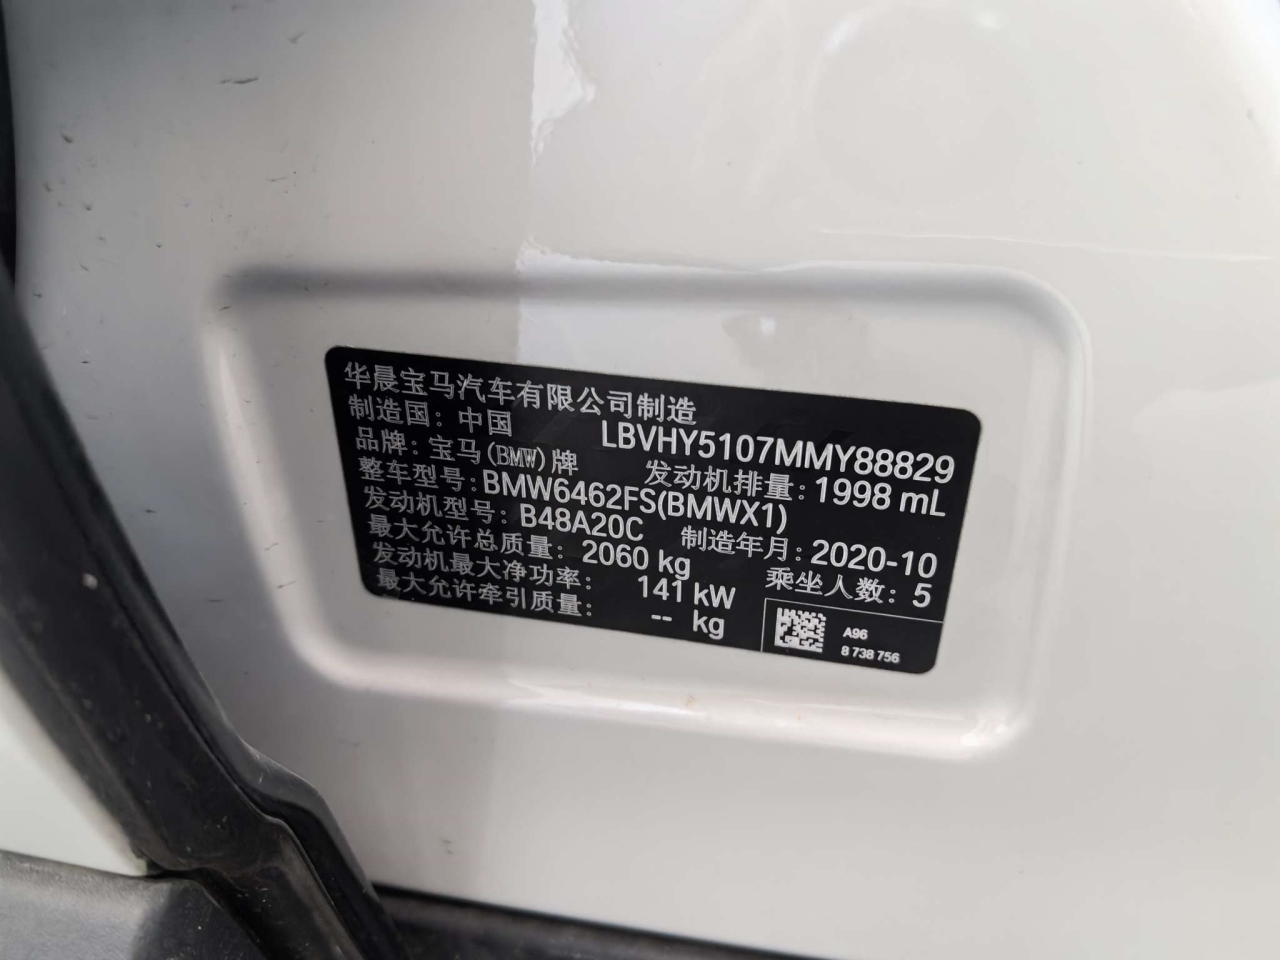 华晨宝马汽车有限公司制造
制造国：中国 LBVHY5107MMY88829
品牌：宝马(BMW)牌 发动机排量：1998 mL
整车型号：BMW6462FS(BMWX1)
发动机型号：B48A20C 制造年月：2020-10
最大允许总质量：2060 kg 乘坐人数：5
发动机最大净功率： 141 kW
最大允许牵引质量： -- kg
A96
8 738 756